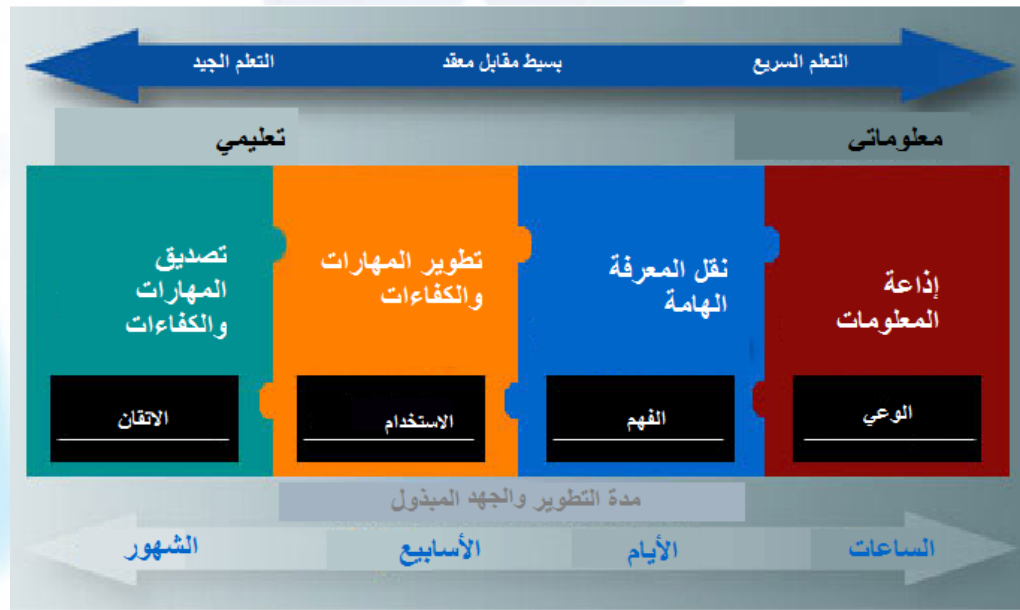 التعلم السريع
بسيط مقابل معقد
التعلم الجيد
معلوماتي
تعليمي
إذاعة
المعلومات
الوعي
نقل المعرفة
الهامة
الفهم
تطوير المهارات
والكفاءات
الاستخدام
تصديق
المهارات
والكفاءات
الاتقان
مدة التطوير والجهد المبذول
الساعات
الأيام
الأسابيع
الشهور